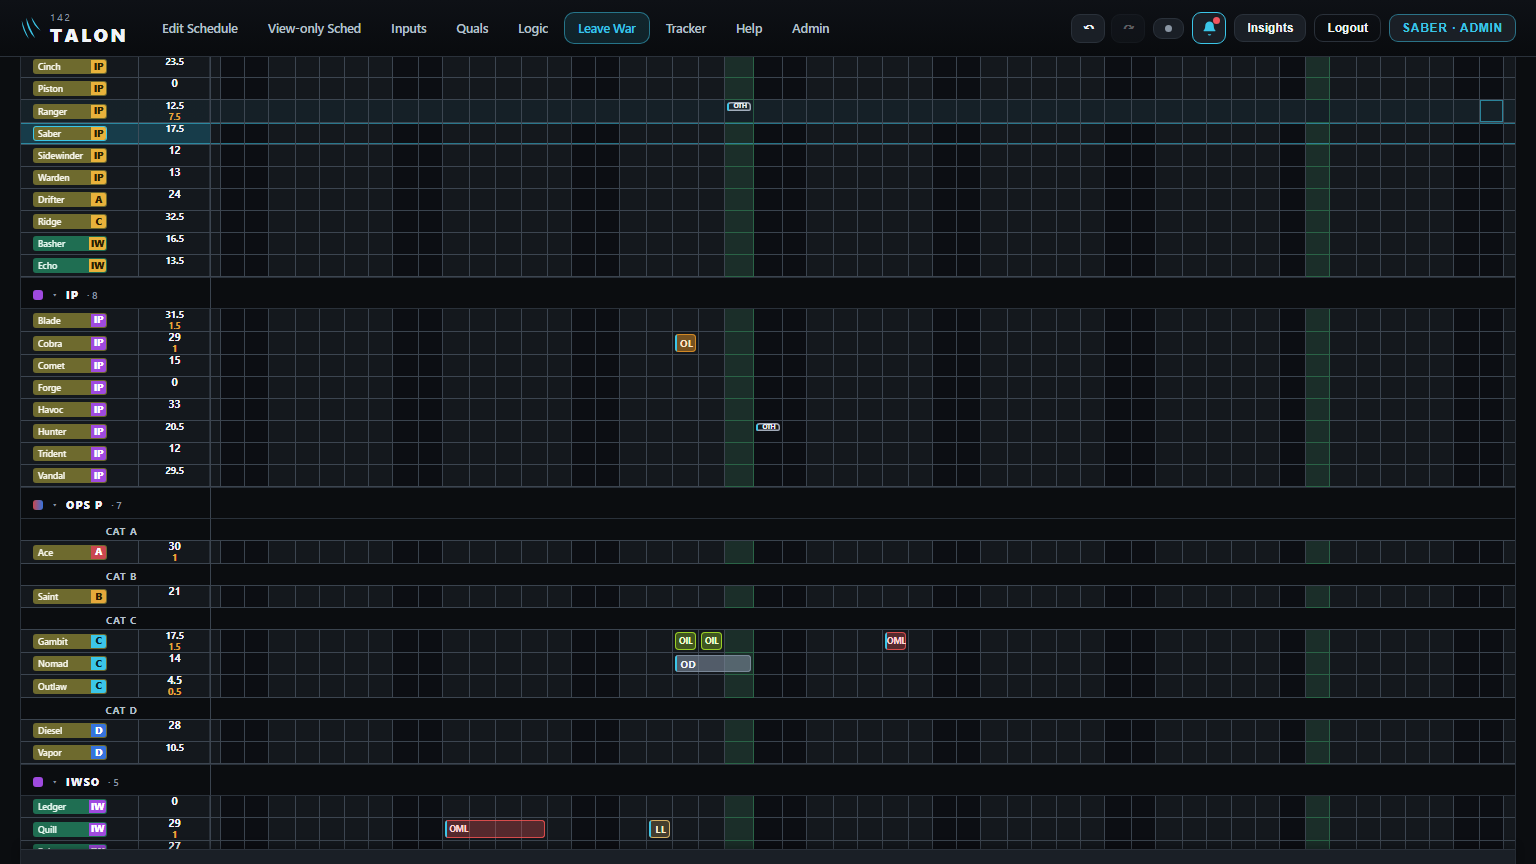 142
TALON
Edit Schedule View-only Sched Inputs Quals Logic Leave War Tracker Help Admin Insights Logout SABER · ADMIN
Cinch IP 23.5
Piston IP 0
Ranger IP 12.5 OTH
7.5
Saber IP 17.5
Sidewinder IP 12
Warden IP 13
Drifter A 24
Ridge C 32.5
Basher IW 16.5
Echo IW 13.5
IP · 8
Blade IP 31.5
1.5
Cobra IP 29 OL
1
Comet IP 15
Forge IP 0
Havoc IP 33
Hunter IP 20.5 OTH
Trident IP 12
Vandal IP 29.5
OPS P · 7
CAT A
Ace A 30
1
CAT B
Saint B 21
CAT C
Gambit C 17.5 OIL OIL OML
1.5
Nomad C 14 OD
Outlaw C 4.5
0.5
CAT D
Diesel D 28
Vapor D 10.5
IWSO · 5
Ledger IW 0
Quill IW 29 OML LL
1
27